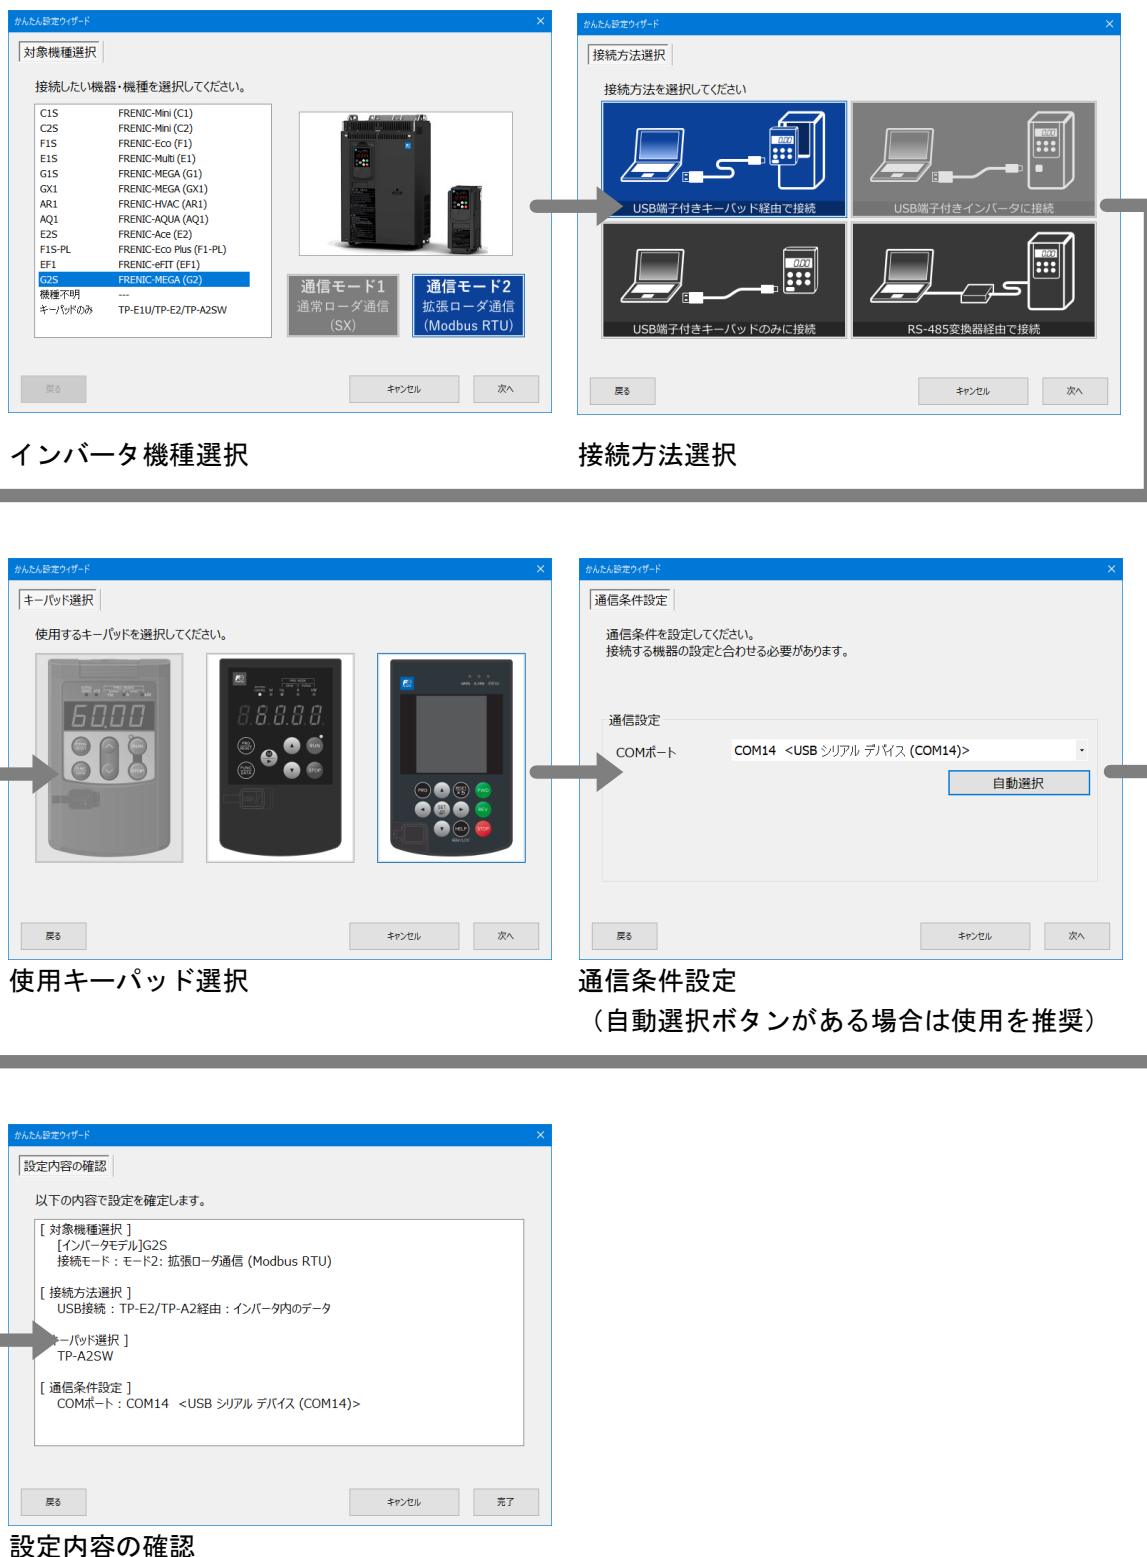 かんたん設定ウィザード
対象機種選択
接続したい機器・機種を選択してください。
C1S FRENIC-Mini (C1)
C2S FRENIC-Mini (C2)
F1S FRENIC-Eco (F1)
E1S FRENIC-Multi (E1)
G1S FRENIC-MEGA (G1)
GX1 FRENIC-MEGA (GX1)
AR1 FRENIC-HVAC (AR1)
AQ1 FRENIC-AQUA (AQ1)
E2S FRENIC-Ace (E2)
F1S-PL FRENIC-Eco Plus (F1-PL)
EF1 FRENIC-eFIT (EF1)
G2S FRENIC-MEGA (G2)
機種不明 ---
キーパッドのみ TP-E1U/TP-E2/TP-A2SW
通信モード1
通常ローダ通信
(SX)
通信モード2
拡張ローダ通信
(Modbus RTU)
戻る キャンセル 次へ
インバータ機種選択
かんたん設定ウィザード
接続方法選択
接続方法を選択してください
USB端子付きキーパッド経由で接続
USB端子付きインバータに接続
USB端子付きキーパッドのみに接続
RS-485変換器経由で接続
戻る キャンセル 次へ
接続方法選択
かんたん設定ウィザード
キーパッド選択
使用するキーパッドを選択してください。
60.00
8.8.0.0.0.
RUN
STOP
PRG
RESET
FWD
SET
REV
HELP
STOP
戻る キャンセル 次へ
使用キーパッド選択
かんたん設定ウィザード
通信条件設定
通信条件を設定してください。
接続する機器の設定と合わせる必要があります。
通信設定
COMポート COM14 <USB シリアル デバイス (COM14)>
自動選択
戻る キャンセル 次へ
通信条件設定
（自動選択ボタンがある場合は使用を推奨）
かんたん設定ウィザード
設定内容の確認
以下の内容で設定を確定します。
[ 対象機種選択 ]
[インバータモデル]G2S
接続モード : モード2: 拡張ローダ通信 (Modbus RTU)
[ 接続方法選択 ]
USB接続 : TP-E2/TP-A2経由 : インバータ内のデータ
ーパッド選択 ]
TP-A2SW
[ 通信条件設定 ]
COMポート : COM14 <USB シリアル デバイス (COM14)>
戻る キャンセル 完了
設定内容の確認